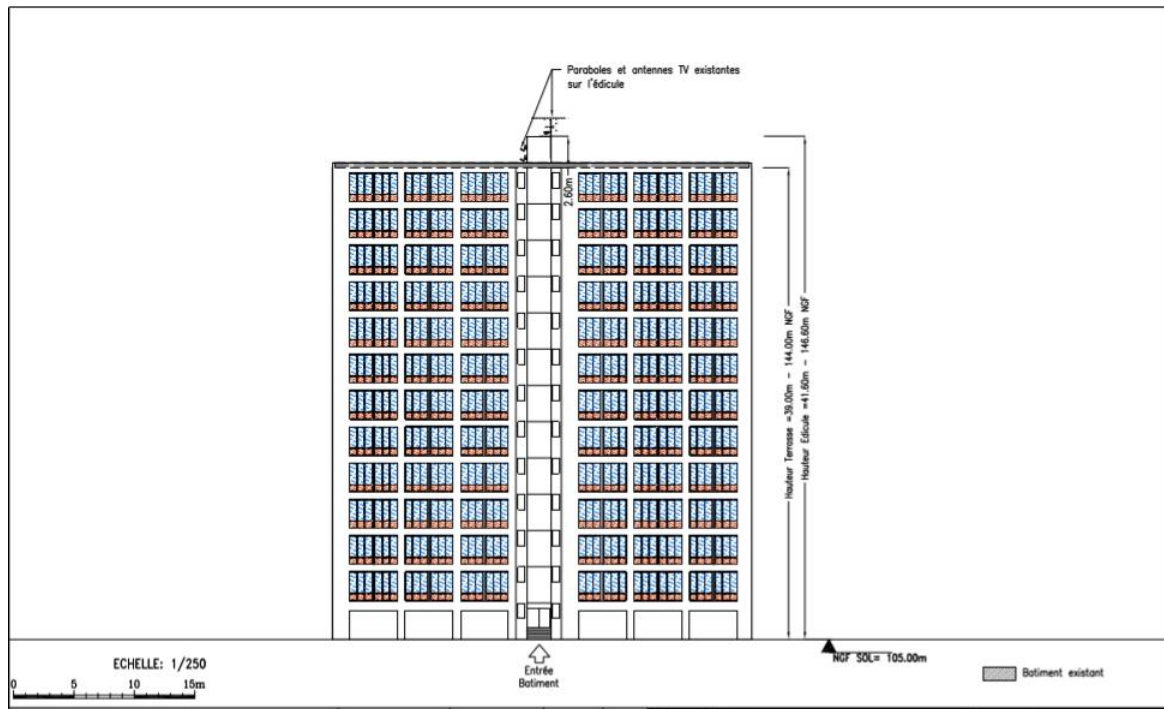 Paraboles et antennes TV existantes
sur l'édicule
2.60m
Hauteur Terrasse =39.00m - 144.00m NGF
Hauteur Edicule =41.60m - 146.60m NGF
NGF SOL= 105.00m
ECHELLE: 1/250
0 5 10 15m
Entrée
Batiment
Batiment existant